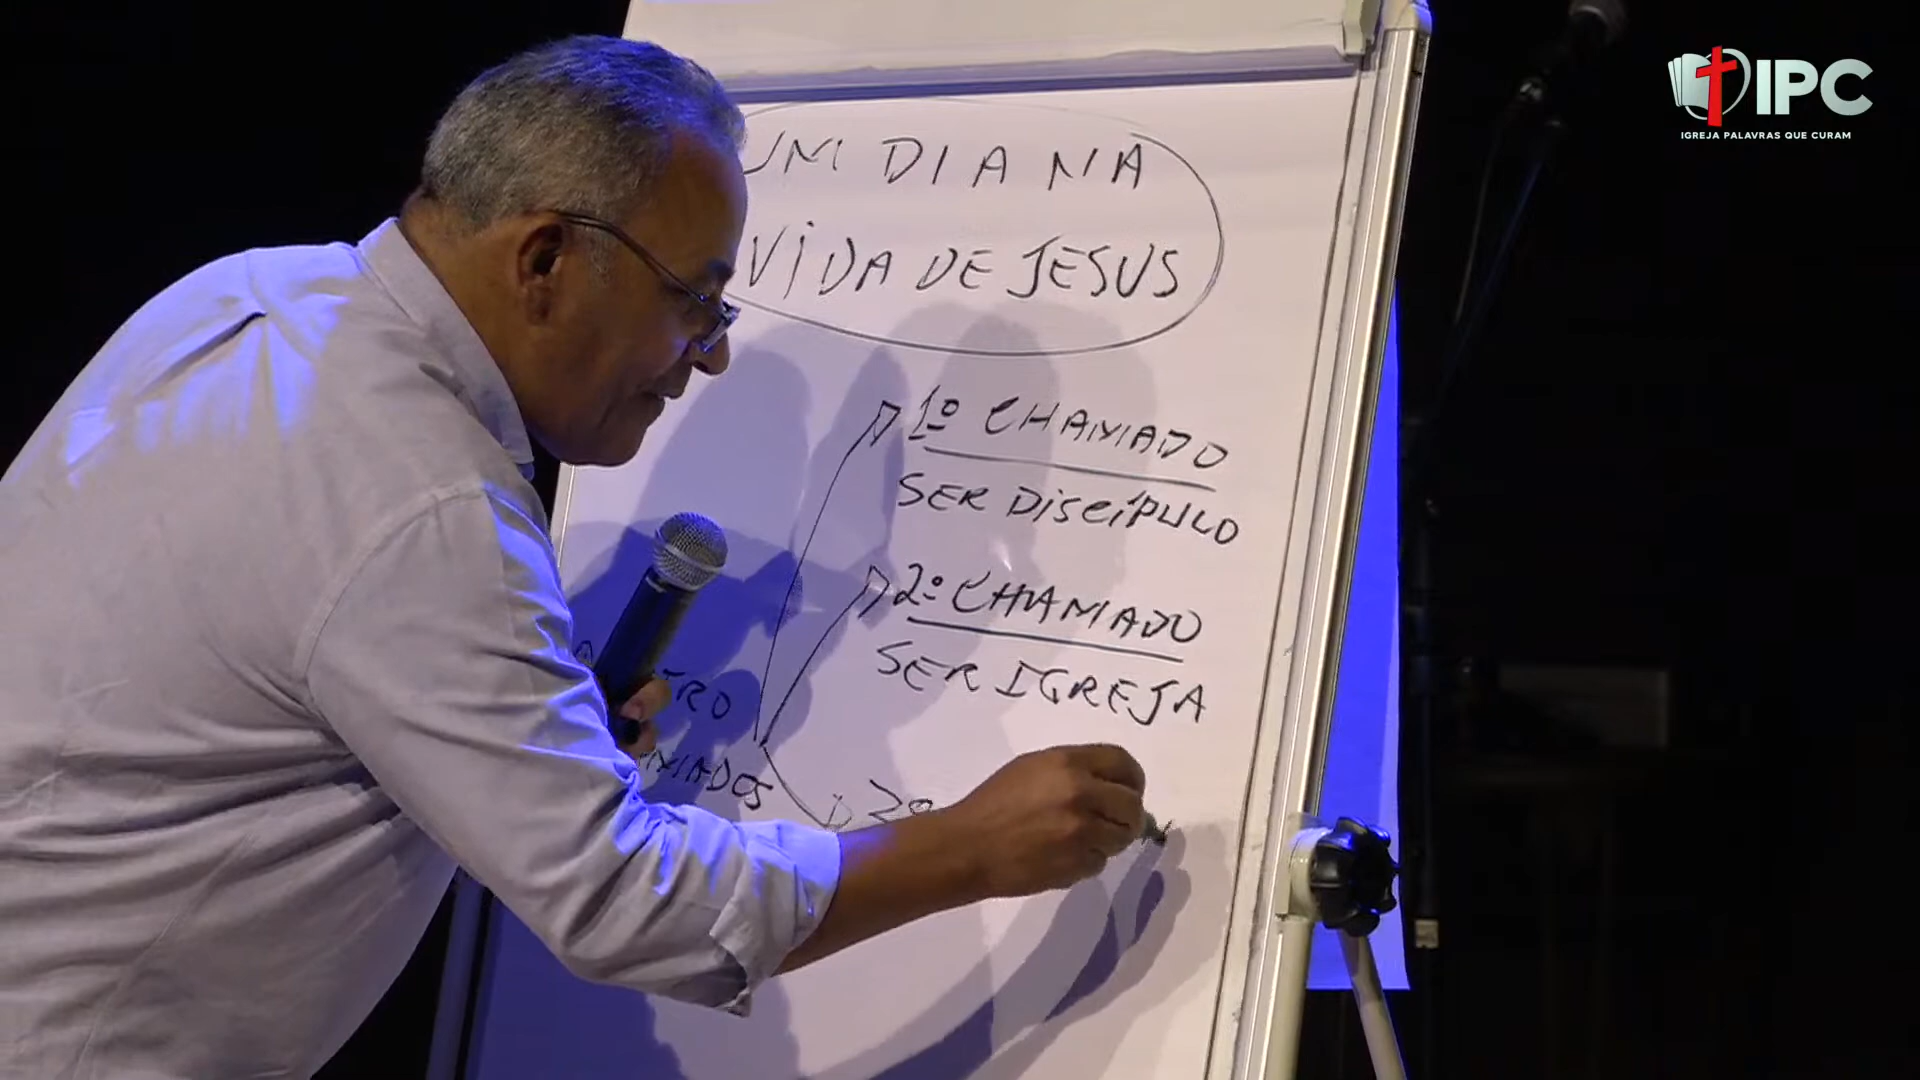 IPC
IGREJA PALAVRAS QUE CURAM
UM DIA NA
VIDA DE JESUS
1º CHAMADO
SER DISCÍPULO
2º CHAMADO
SER IGREJA